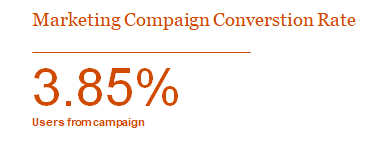 Marketing Compaign Converstion Rate
3.85%
Users from campaign